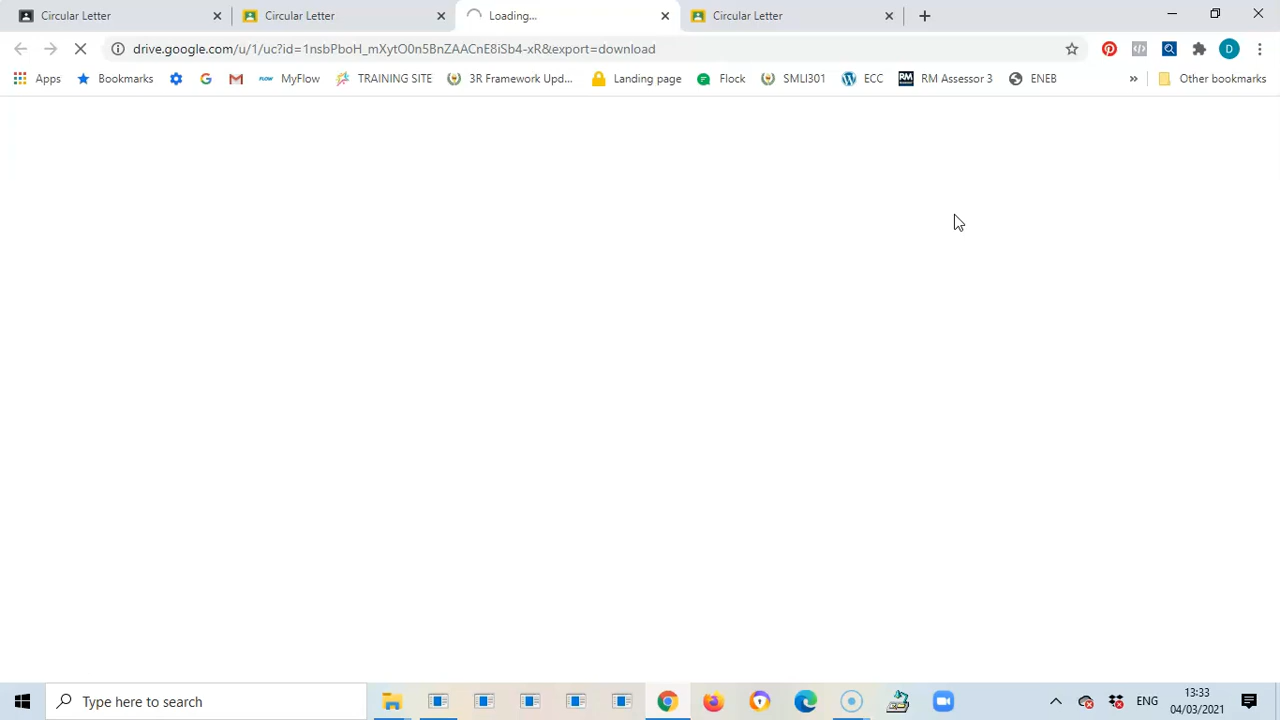 Circular Letter
Circular Letter
Loading...
Circular Letter
drive.google.com/u/1/uc?id=1nsbPboH_mXytO0n5BnZAACnE8iSb4-xR&export=download
D
Apps
Bookmarks
FLOW
MyFlow
TRAINING SITE
3R Framework Upd...
Landing page
Flock
SMLI301
ECC
RM
RM Assessor 3
ENEB
»
Other bookmarks
Type here to search
ENG
13:33
04/03/2021